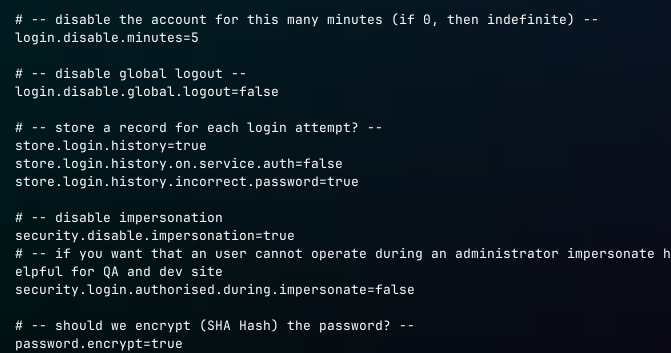 # -- disable the account for this many minutes (if 0, then indefinite) --
login.disable.minutes=5
# -- disable global logout --
login.disable.global.logout=false
# -- store a record for each login attempt? --
store.login.history=true
store.login.history.on.service.auth=false
store.login.history.incorrect.password=true
# -- disable impersonation
security.disable.impersonation=true
# -- if you want that an user cannot operate during an administrator impersonate h
elpful for QA and dev site
security.login.authorised.during.impersonate=false
# -- should we encrypt (SHA Hash) the password? --
password.encrypt=true